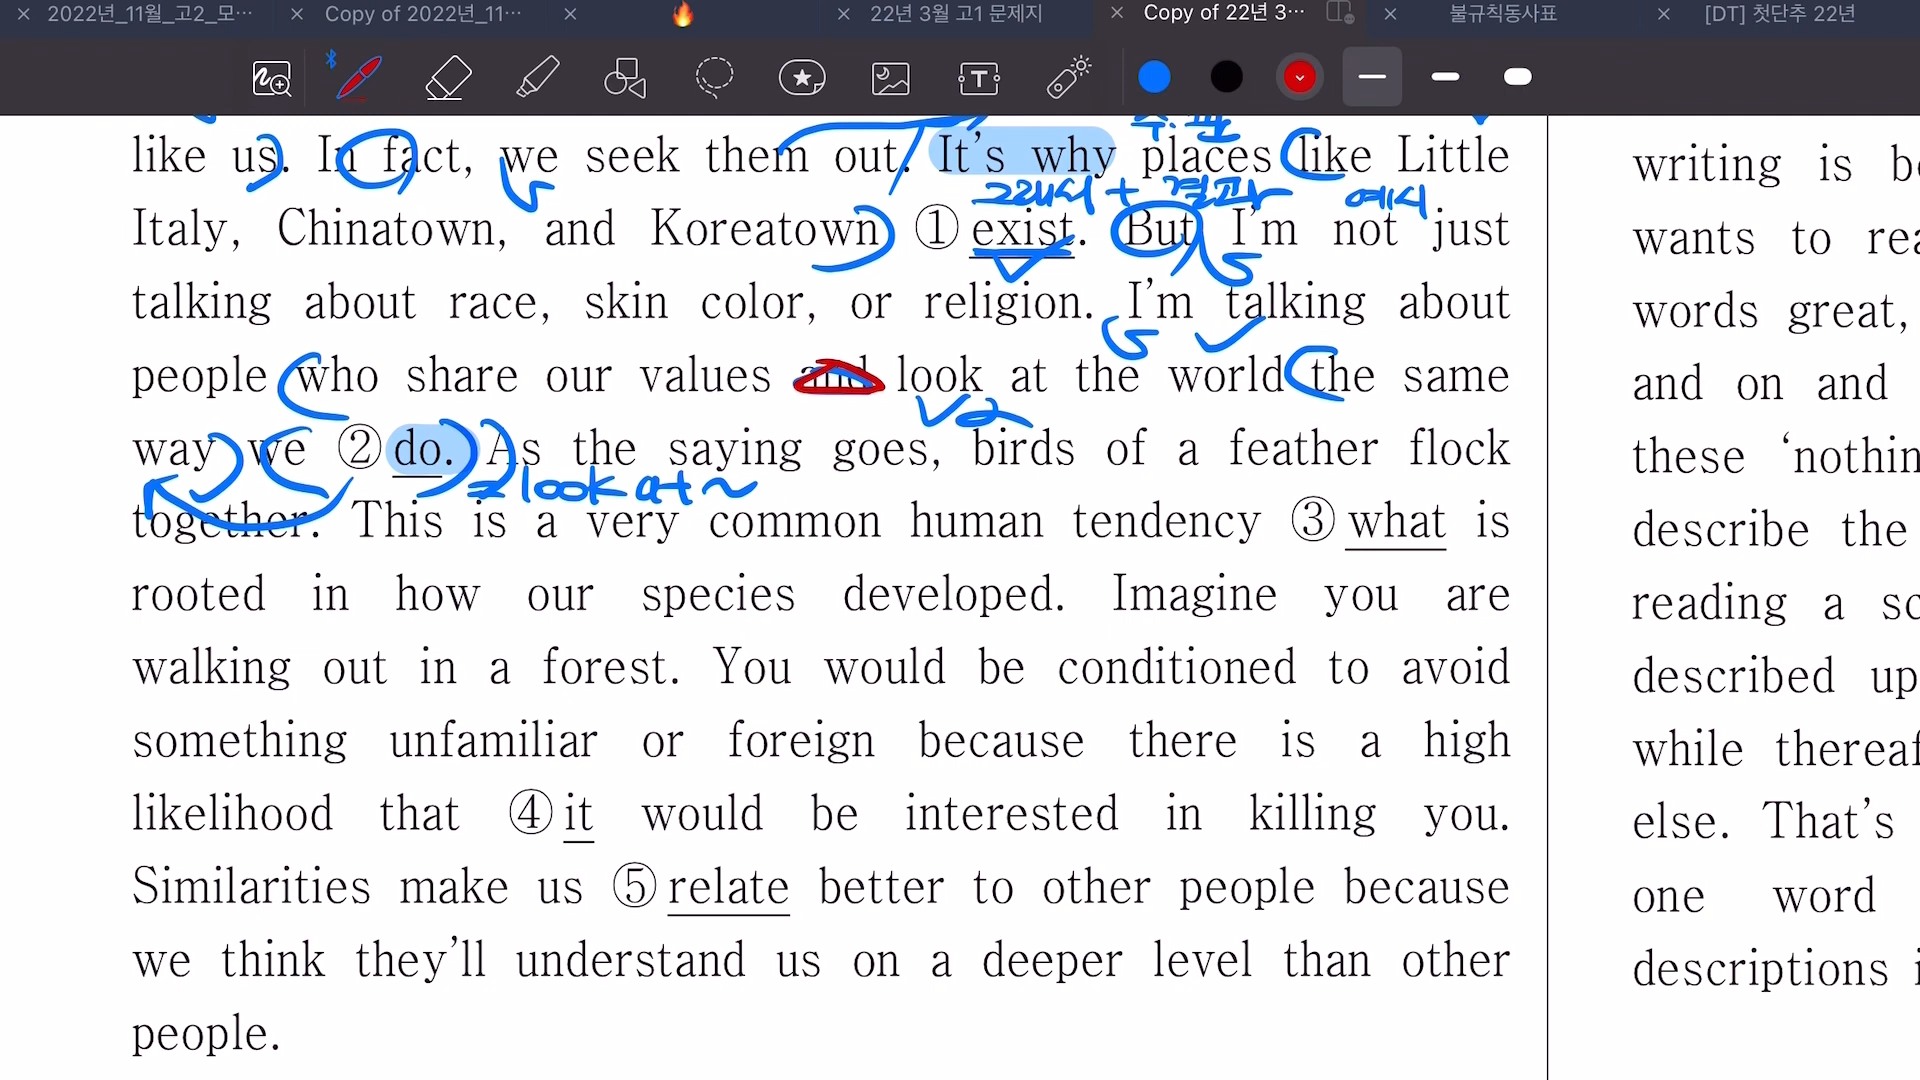 2022년_11월_고2_모…
Copy of 2022년_11…
22년 3월 고1 문제지
Copy of 22년 3…
불규칙동사표
[DT] 첫단추 22년
like us. In fact, we seek them out. It's why places like Little
그래서 + 결과 예시
Italy, Chinatown, and Koreatown ① exist. But I'm not just
S
talking about race, skin color, or religion. I'm talking about
S
people who share our values and look at the world the same
V2
way we ② do. As the saying goes, birds of a feather flock
= look at ~
together. This is a very common human tendency ③ what is
rooted in how our species developed. Imagine you are
walking out in a forest. You would be conditioned to avoid
something unfamiliar or foreign because there is a high
likelihood that ④ it would be interested in killing you.
Similarities make us ⑤ relate better to other people because
we think they'll understand us on a deeper level than other
people.
writing is
wants to
words great,
and on and
these 'nothin
describe the
reading a
described up
while thereaf
else. That's
one word
descriptions